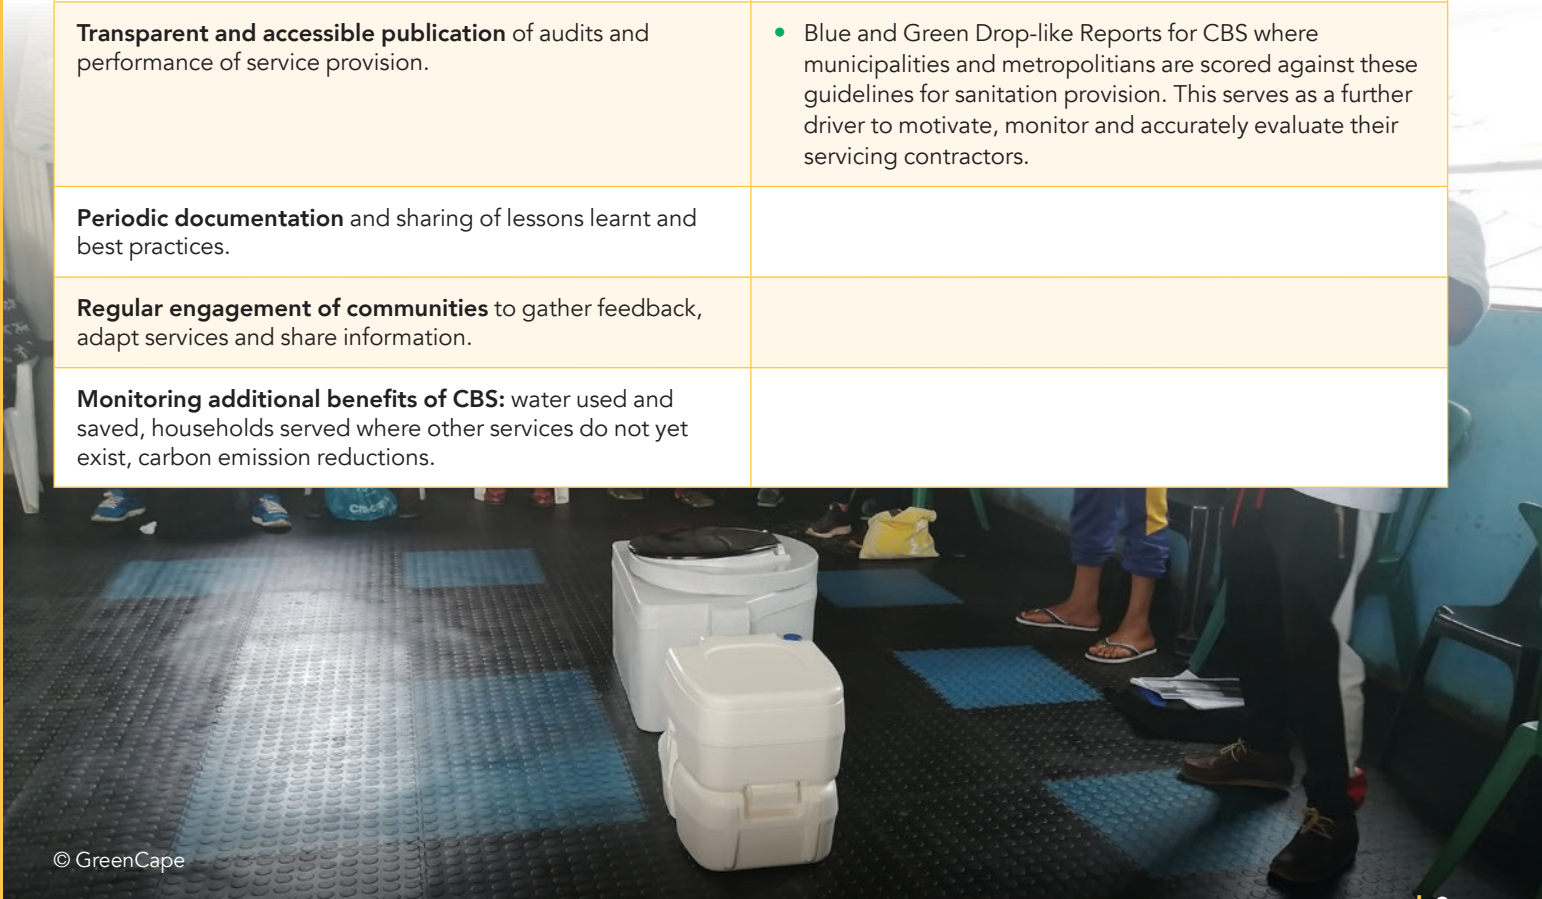 Transparent and accessible publication of audits and
performance of service provision.
• Blue and Green Drop-like Reports for CBS where
municipalities and metropolitians are scored against these
guidelines for sanitation provision. This serves as a further
driver to motivate, monitor and accurately evaluate their
servicing contractors.
Periodic documentation and sharing of lessons learnt and
best practices.
Regular engagement of communities to gather feedback,
adapt services and share information.
Monitoring additional benefits of CBS: water used and
saved, households served where other services do not yet
exist, carbon emission reductions.
© GreenCape